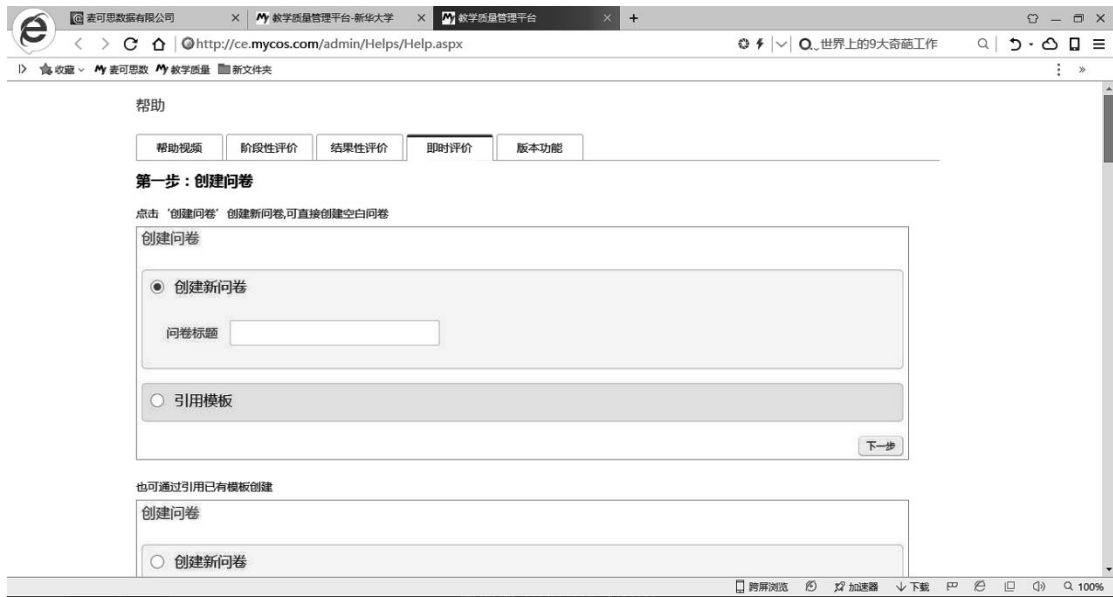 麦可思数据有限公司
教学质量管理平台-新华大学
教学质量管理平台
http://ce.mycos.com/admin/Helps/Help.aspx
世界上的9大奇葩工作
收藏
麦可思数
教学质量
新文件夹
帮助
帮助视频
阶段性评价
结果性评价
即时评价
版本功能
第一步：创建问卷
点击‘创建问卷’创建新问卷,可直接创建空白问卷
创建问卷
创建新问卷
问卷标题
引用模板
下一步
也可通过引用已有模板创建
创建问卷
创建新问卷
跨屏浏览
加速器
下载
100%